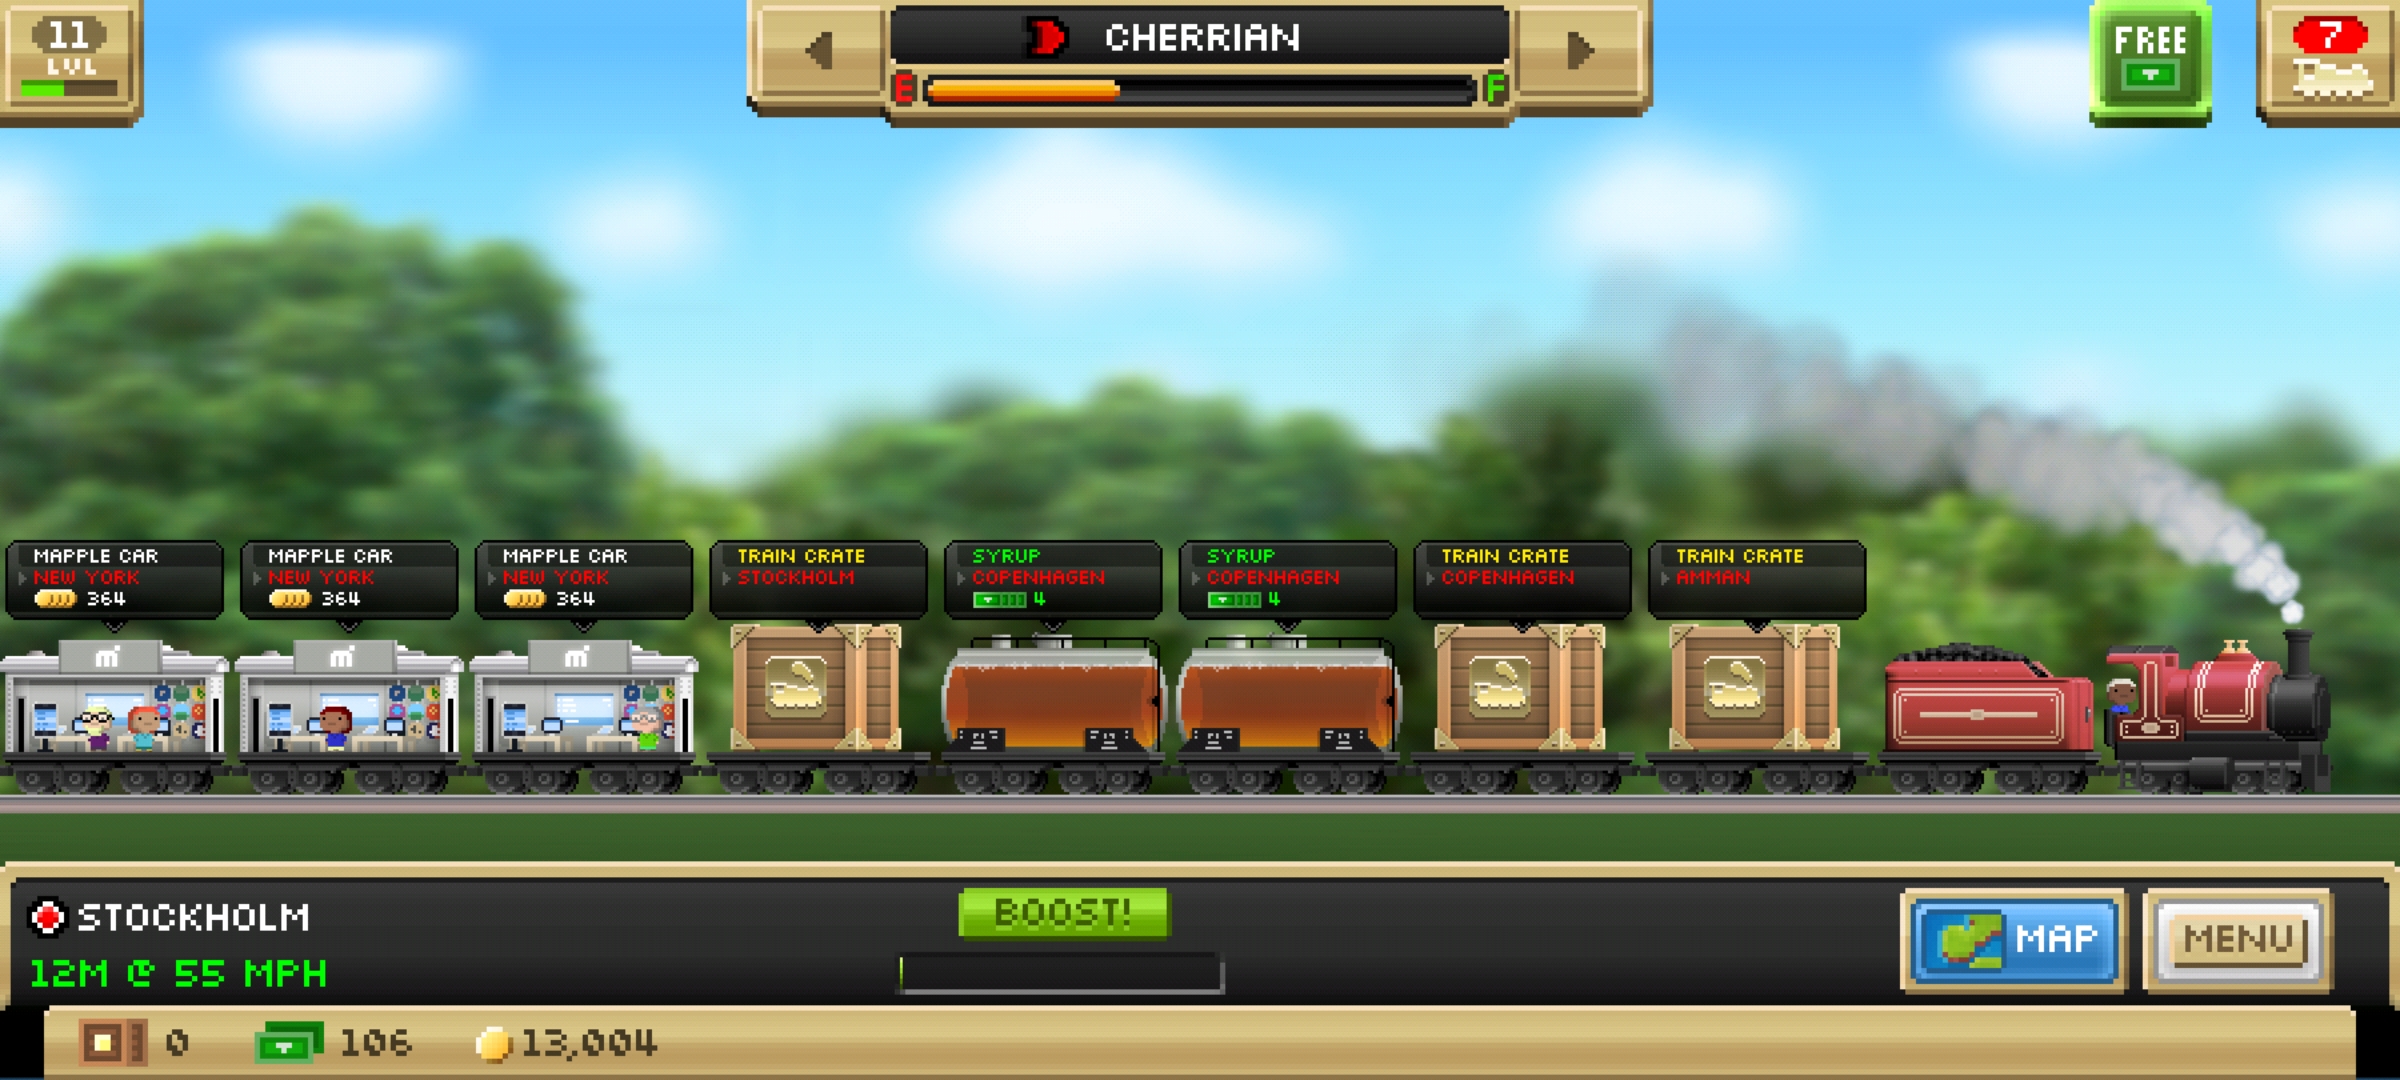 11
LVL
CHERRIAN
E
F
FREE
7
MAPPLE CAR
NEW YORK
364
MAPPLE CAR
NEW YORK
364
MAPPLE CAR
NEW YORK
364
TRAIN CRATE
STOCKHOLM
SYRUP
COPENHAGEN
4
SYRUP
COPENHAGEN
4
TRAIN CRATE
COPENHAGEN
TRAIN CRATE
AMMAN
m
m
m
STOCKHOLM
12M @ 55 MPH
BOOST!
MAP
MENU
0
106
13,004